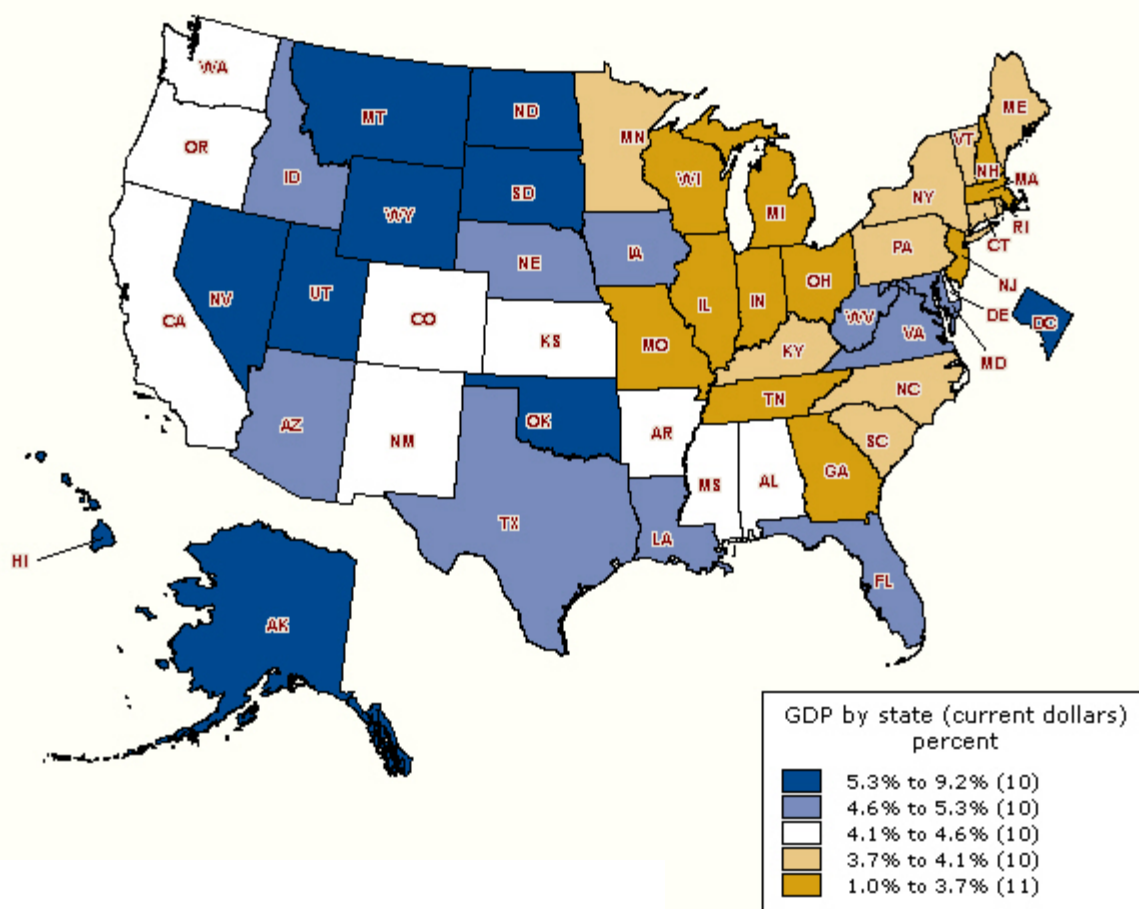 WA
MT
ND
MN
ME
VT
NH
MA
OR
ID
SD
WI
MI
NY
RI
WY
CT
PA
NJ
NE
IA
NV
UT
IL
IN
OH
DE
DC
CA
CO
KS
MO
WV
VA
MD
KY
AZ
NM
OK
AR
TN
NC
SC
MS
AL
GA
TX
LA
FL
HI
AK
GDP by state (current dollars)
percent
5.3% to 9.2% (10)
4.6% to 5.3% (10)
4.1% to 4.6% (10)
3.7% to 4.1% (10)
1.0% to 3.7% (11)